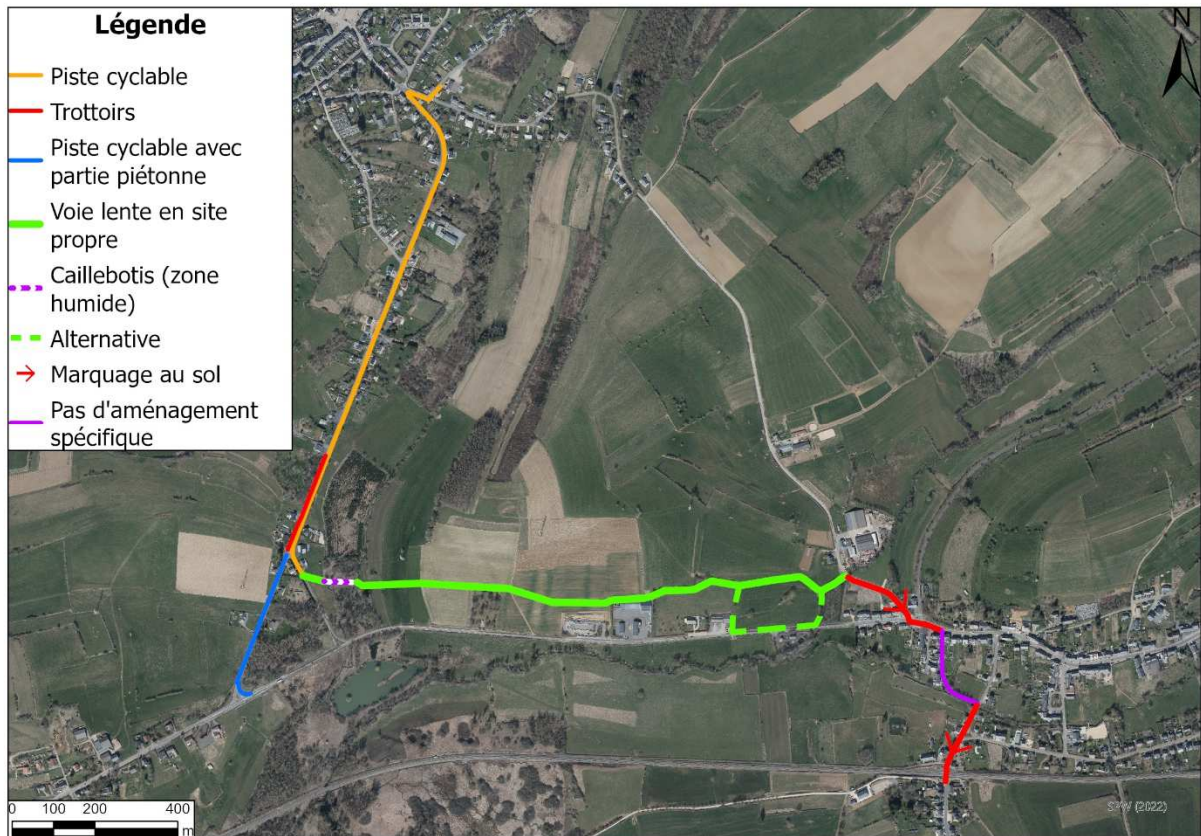 Légende
Piste cyclable
Trottoirs
Piste cyclable avec
partie piétonne
Voie lente en site
propre
Caillebotis (zone
humide)
Alternative
Marquage au sol
Pas d'aménagement
spécifique
N
0 100 200 400
m
SPW (2022)